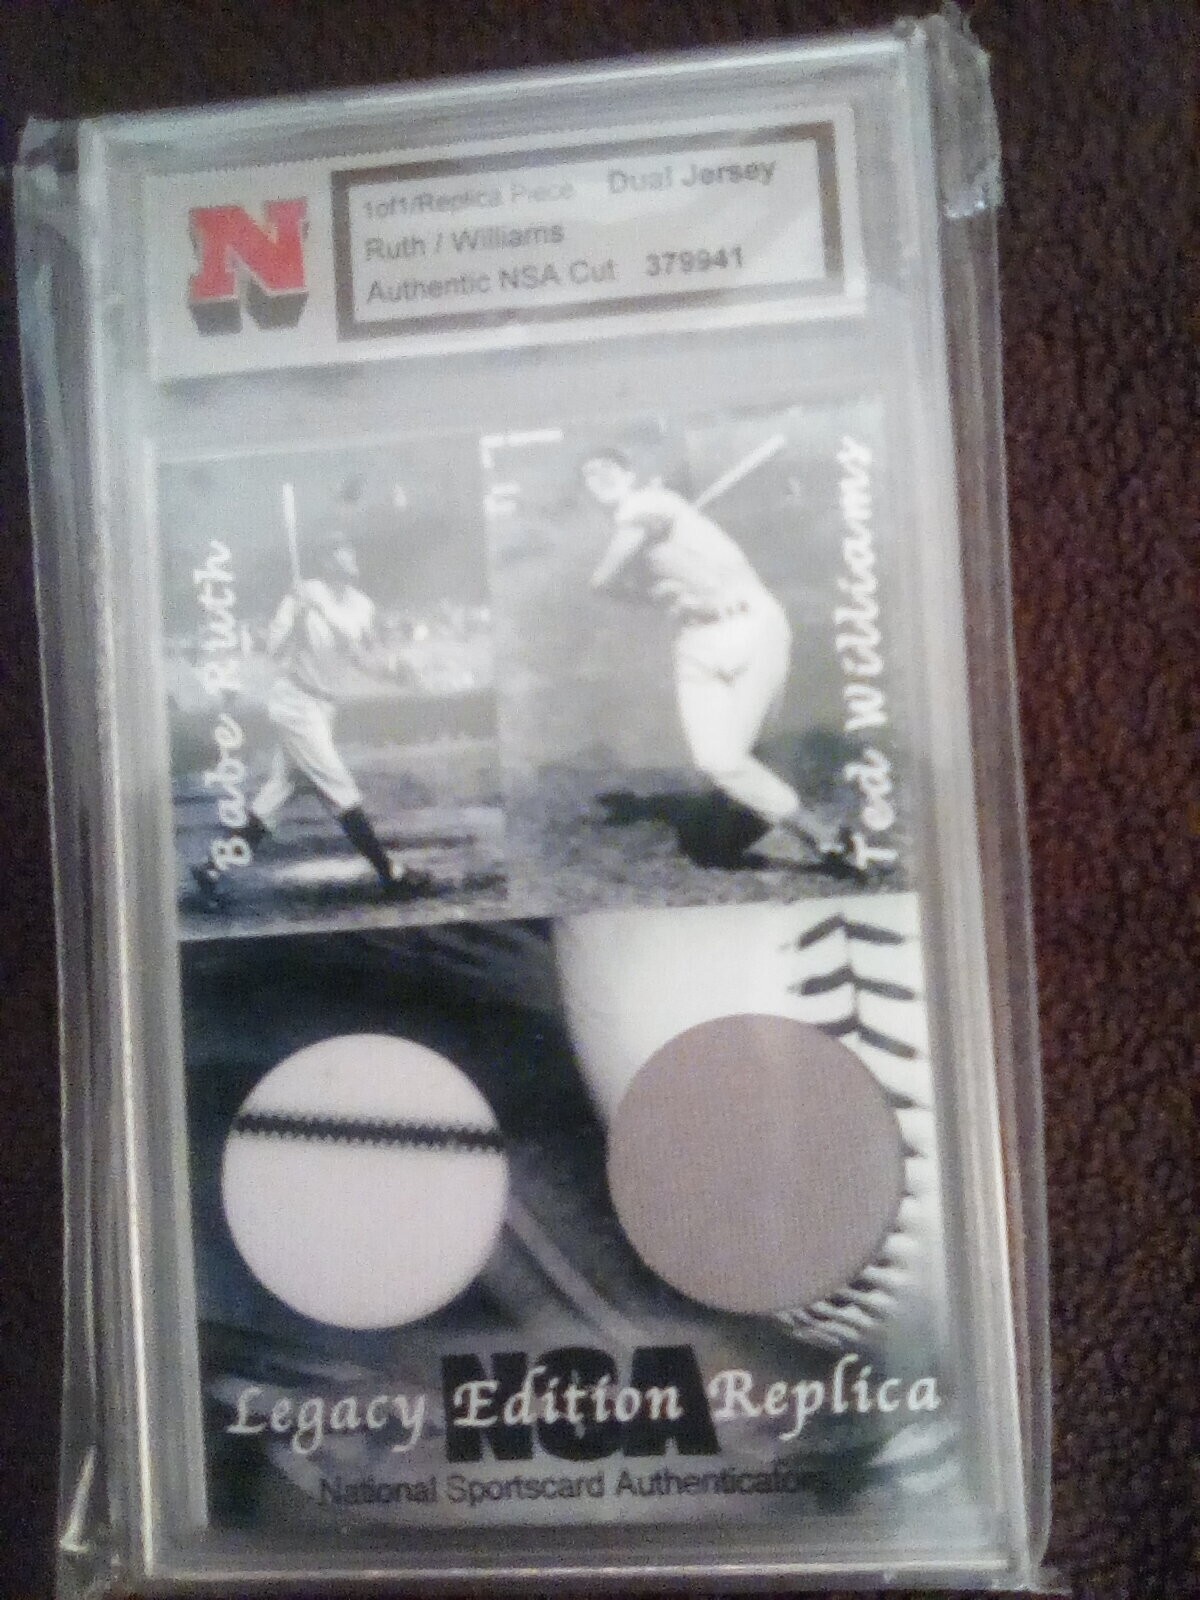 N
1of1/Replica Piece Dual Jersey
Ruth / Williams
Authentic NSA Cut 379941
Babe Ruth
Ted Williams
NSA
Legacy Edition Replica
National Sportscard Authenticators